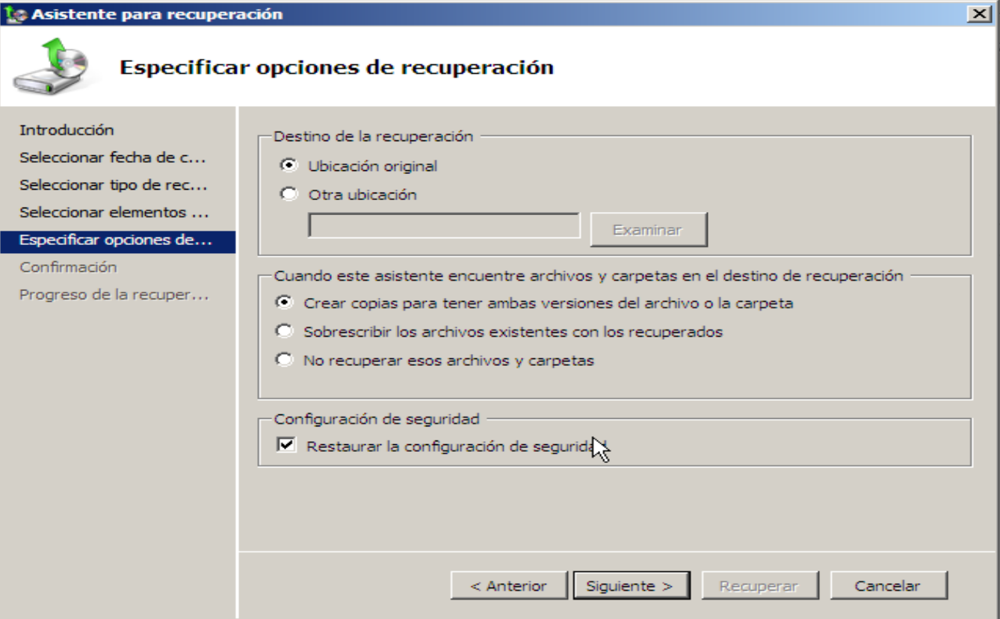 Asistente para recuperación
Especificar opciones de recuperación
Introducción
Seleccionar fecha de c...
Seleccionar tipo de rec...
Seleccionar elementos ...
Especificar opciones de...
Confirmación
Progreso de la recuper...
Destino de la recuperación
Ubicación original
Otra ubicación
Examinar
Cuando este asistente encuentre archivos y carpetas en el destino de recuperación
Crear copias para tener ambas versiones del archivo o la carpeta
Sobrescribir los archivos existentes con los recuperados
No recuperar esos archivos y carpetas
Configuración de seguridad
Restaurar la configuración de seguridad
< Anterior
Siguiente >
Recuperar
Cancelar